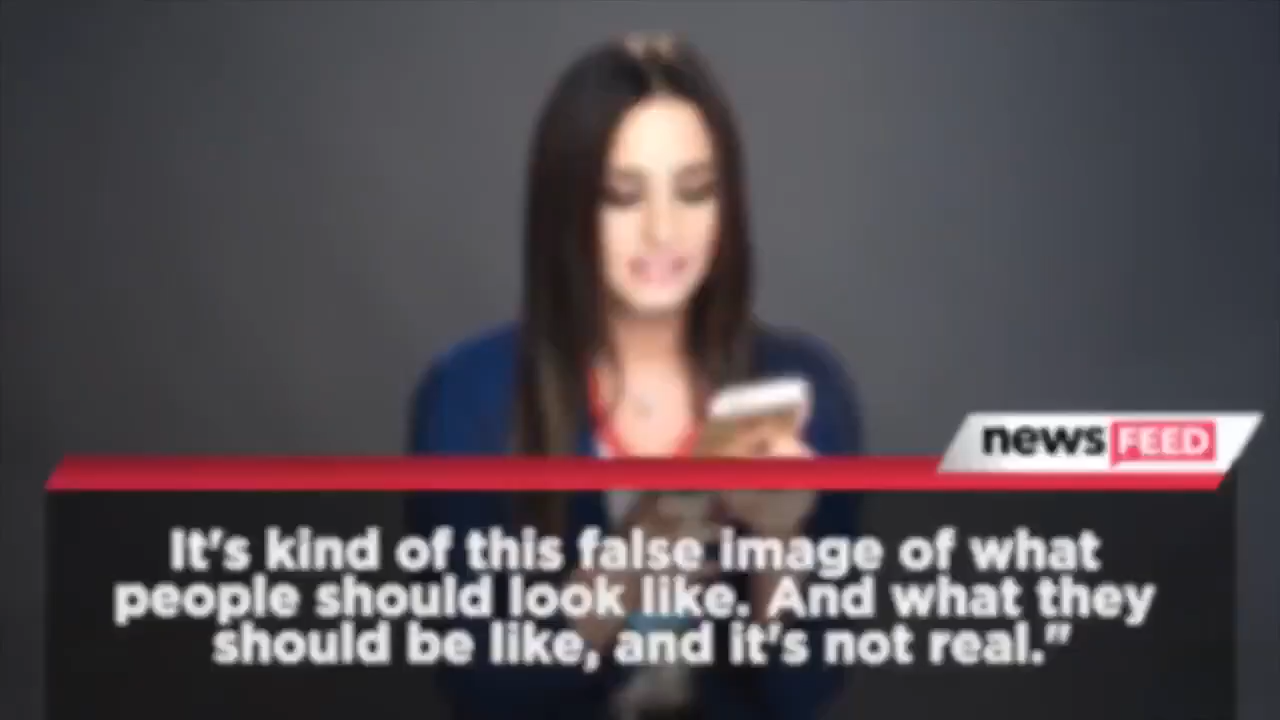 newsFEED
It's kind of this false image of what
people should look like. And what they
should be like, and it's not real."